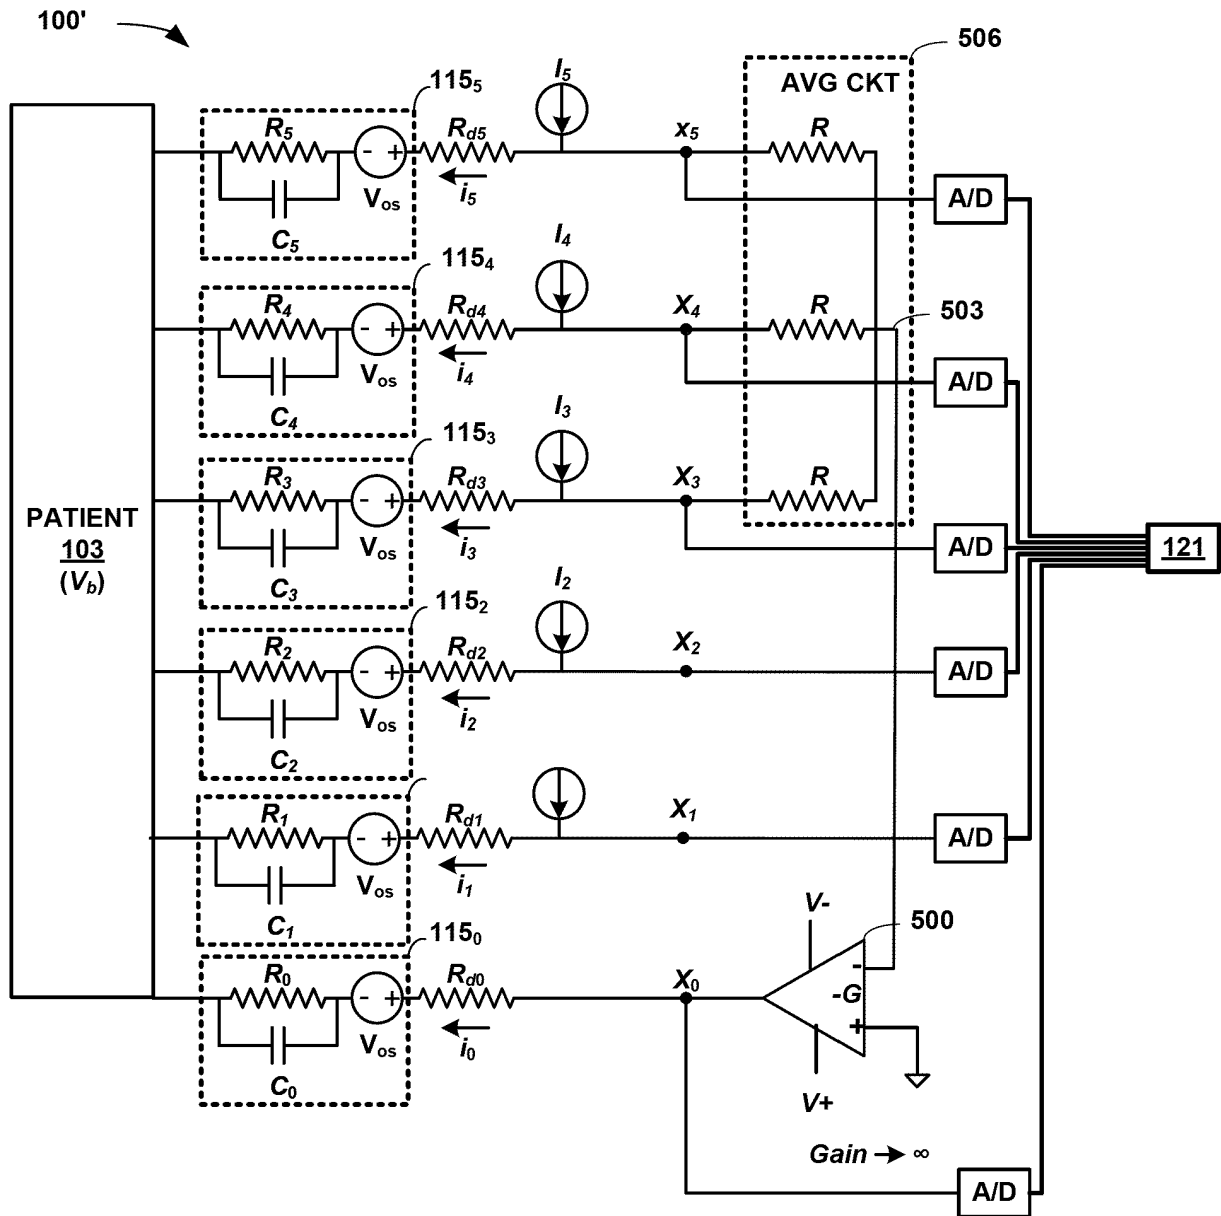 100'
506
115₅
I₅
AVG CKT
R₅
- +
R_d5
x₅
R
V_os
i₅
A/D
C₅
115₄
I₄
R₄
- +
R_d4
X₄
R
503
V_os
i₄
A/D
C₄
115₃
I₃
R₃
- +
R_d3
X₃
R
PATIENT
103
(V_b)
V_os
i₃
A/D
121
C₃
115₂
I₂
R₂
- +
R_d2
X₂
A/D
V_os
i₂
C₂
R₁
- +
R_d1
X₁
A/D
V_os
i₁
C₁
V-
500
115₀
R₀
- +
R_d0
X₀
-
-G
+
V_os
i₀
C₀
V+
Gain → ∞
A/D